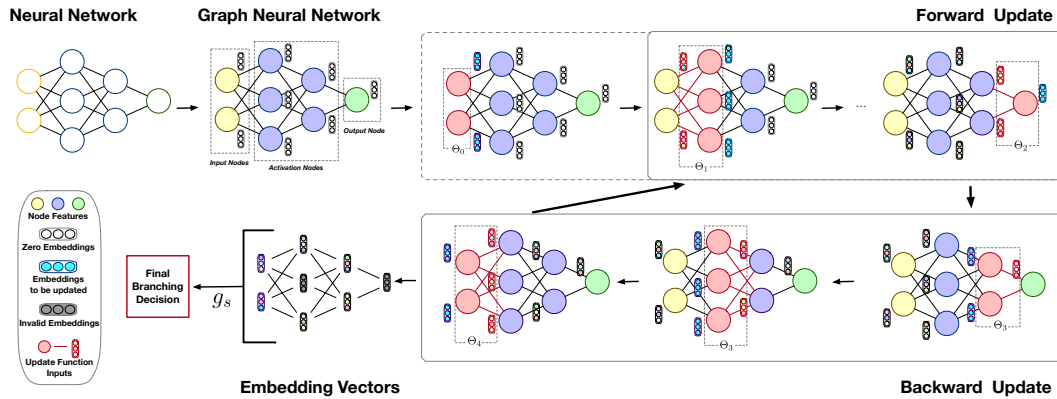 Neural Network
Graph Neural Network
Forward Update
Input Nodes
Activation Nodes
Output Node
Θ0
Θ1
...
Θ2
Node Features
Zero Embeddings
Embeddings
to be updated
Invalid Embeddings
Update Function
Inputs
Final
Branching
Decision
gs
Θ4
Θ3
Θ3
Embedding Vectors
Backward Update